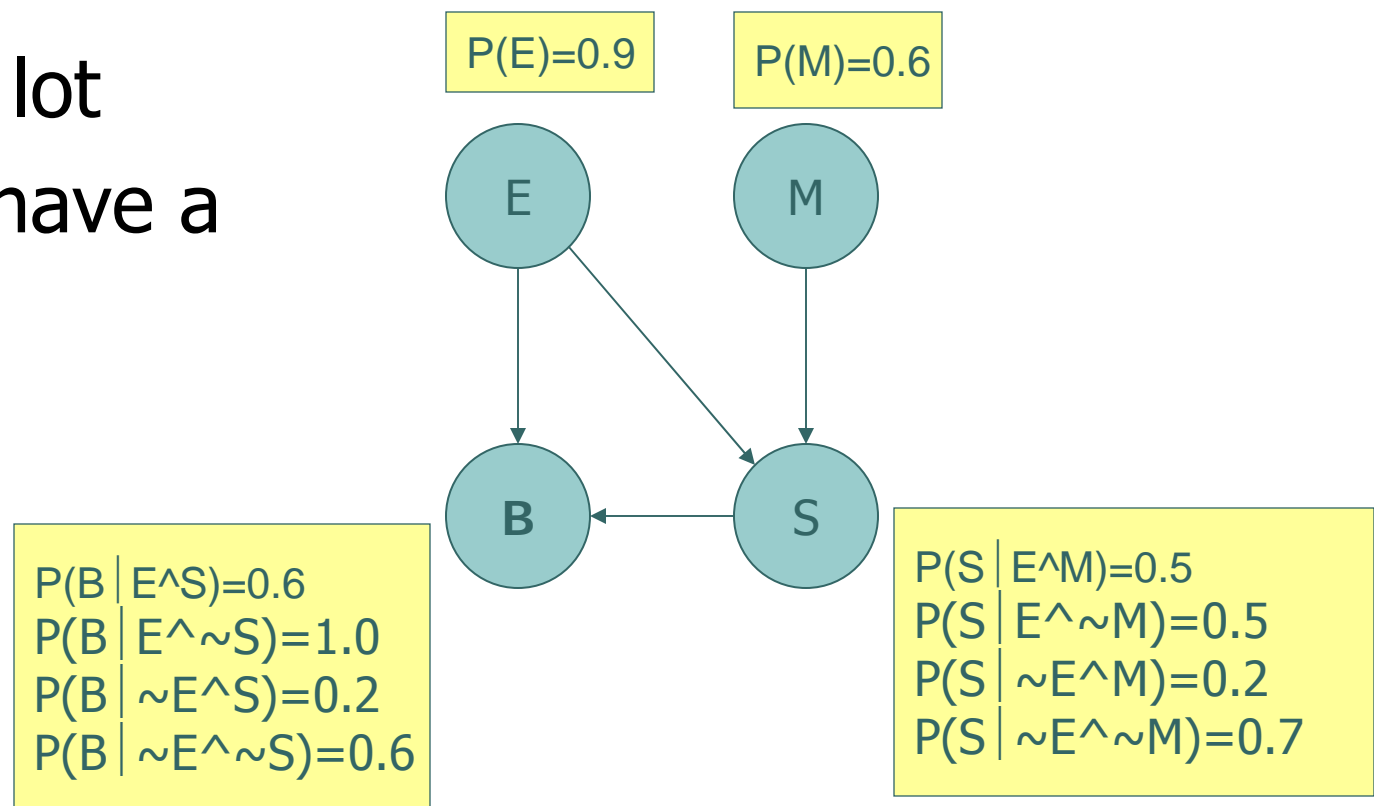 P(E)=0.9
P(M)=0.6
lot
have a
E
M
B
S
P(B|E^S)=0.6
P(B|E^~S)=1.0
P(B|~E^S)=0.2
P(B|~E^~S)=0.6
P(S|E^M)=0.5
P(S|E^~M)=0.5
P(S|~E^M)=0.2
P(S|~E^~M)=0.7